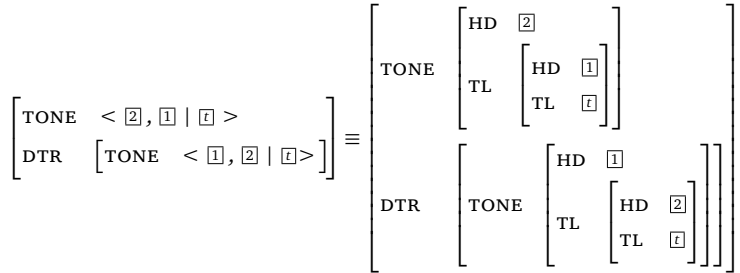 [TONE < [2], [1] | [t] >
DTR [TONE < [1], [2] | [t] > ] ] ≡
[TONE [HD [2]
TL [HD [1]
TL [t] ] ]
DTR [TONE [HD [1]
TL [HD [2]
TL [t] ] ] ] ]